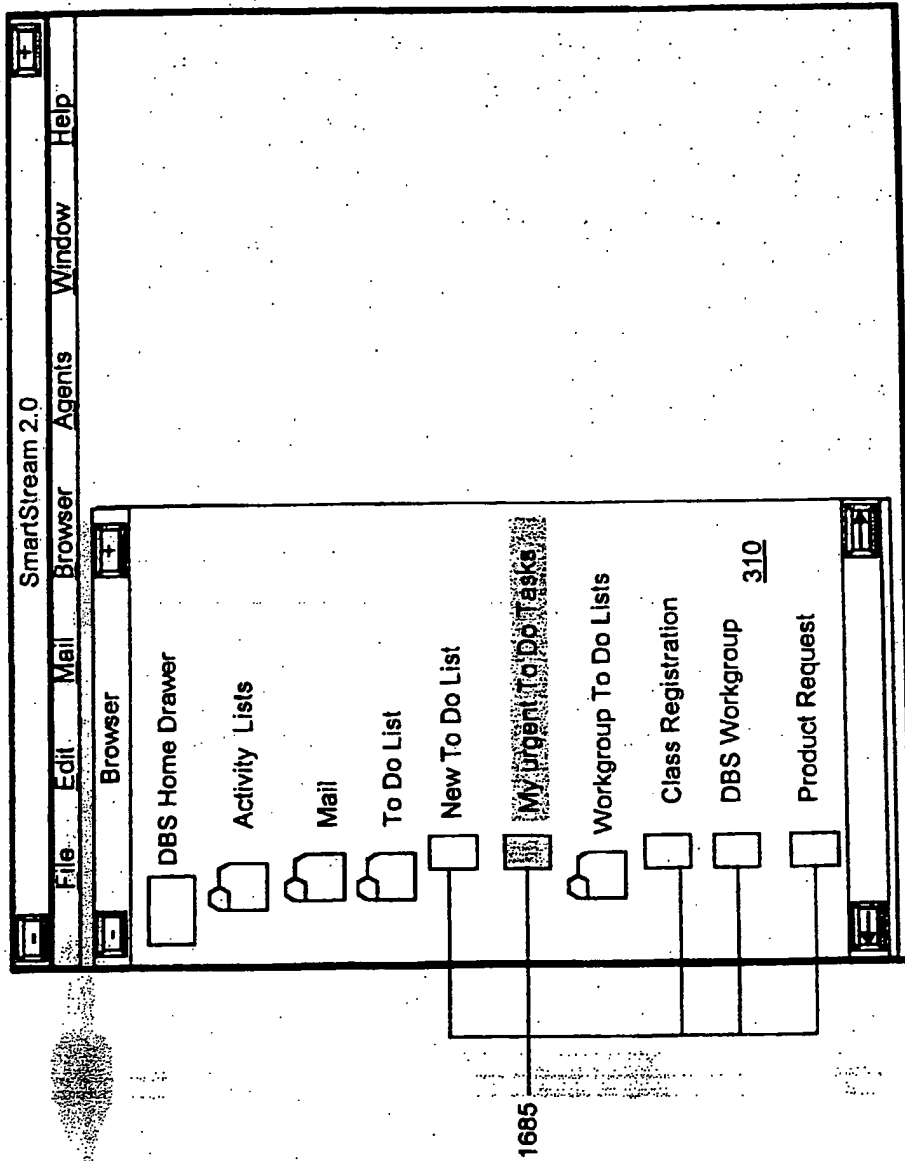 SmartStream 2.0
- +
File Edit Mail Browser Agents Window Help
Browser
- +
DBS Home Drawer
Activity Lists
Mail
To Do List
New To Do List
My urgent To Do Tasks
Workgroup To Do Lists
Class Registration
DBS Workgroup
310
Product Request
1685